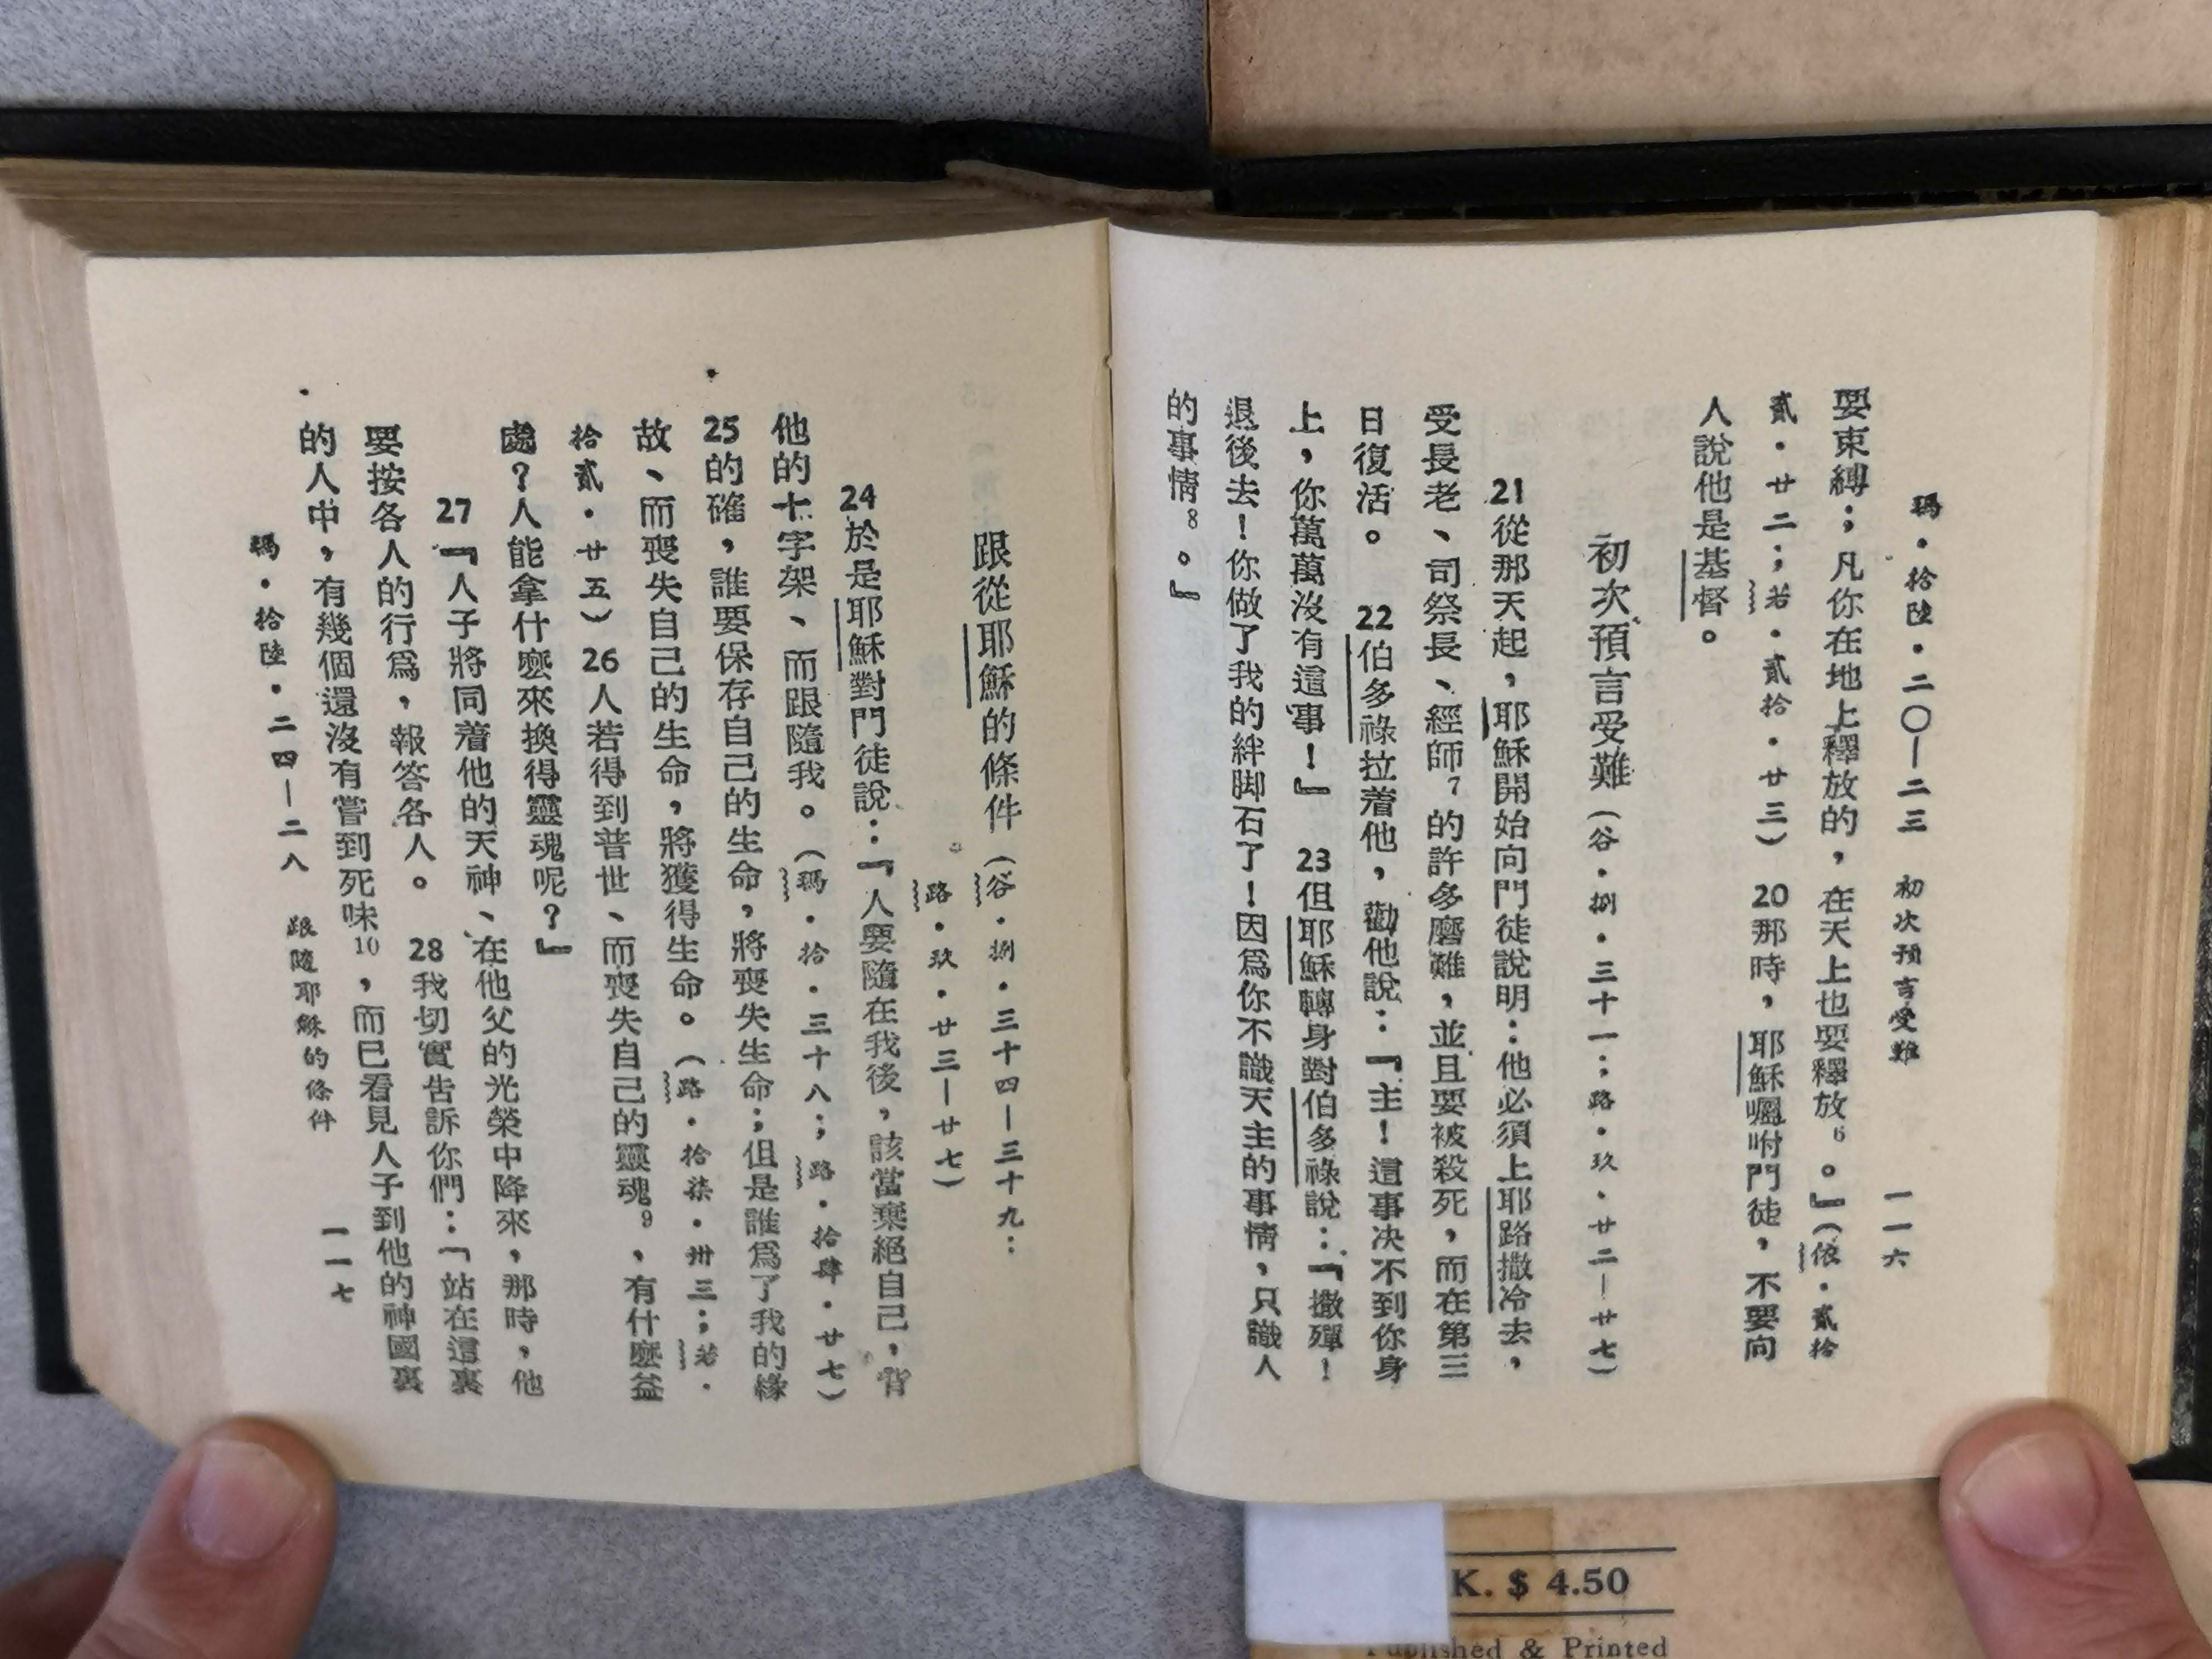 瑪·拾陸·二〇—二三　初次預言受難　一一六
要束縛；凡你在地上釋放的，在天上也要釋放6。』（依·貳拾
貳·廿二；若·貳拾·廿三）20那時，耶穌囑咐門徒，不要向
人說他是基督。
初次預言受難（谷·捌·三十一；路·玖·廿二—廿七）
21從那天起，耶穌開始向門徒說明：他必須上耶路撒冷去，
受長老、司祭長、經師7的許多磨難，並且要被殺死，而在第三
日復活。　22伯多祿拉着他，勸他說：『主！這事决不到你身
上，你萬萬沒有這事！』　23但耶穌轉身對伯多祿說：『撒殫！
退後去！你做了我的絆脚石了！因爲你不識天主的事情，只識人
的事情8。』
跟從耶穌的條件（谷·捌·三十四—三十九：
路·玖·廿三—廿七）
24於是耶穌對門徒說：『人要隨在我後，該當棄絕自己，背
他的十字架、而跟隨我。（瑪·拾·三十八；路·拾肆·廿七）
25的確，誰要保存自己的生命，將喪失生命；但是誰爲了我的緣
故、而喪失自己的生命，將獲得生命。（路·拾柒·卅三；若·
拾貳·廿五）26人若得到普世、而喪失自己的靈魂9，有什麼益
處？人能拿什麼來換得靈魂呢？』
27『人子將同着他的天神、在他父的光榮中降來，那時，他
要按各人的行爲，報答各人。　28我切實告訴你們：「站在這裏
的人中，有幾個還沒有嘗到死味10，而已看見人子到他的神國裏
瑪·拾陸·二四—二八　跟隨耶穌的條件　一一七
K. $ 4.50
Published & Printed